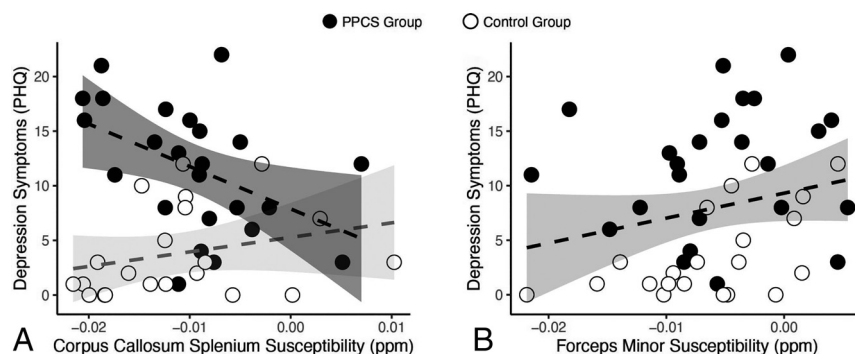 PPCS Group Control Group
A
Depression Symptoms (PHQ)
20
15
10
5
0
−0.02 −0.01 0.00 0.01
Corpus Callosum Splenium Susceptibility (ppm)
B
Depression Symptoms (PHQ)
20
15
10
5
0
−0.02 −0.01 0.00
Forceps Minor Susceptibility (ppm)